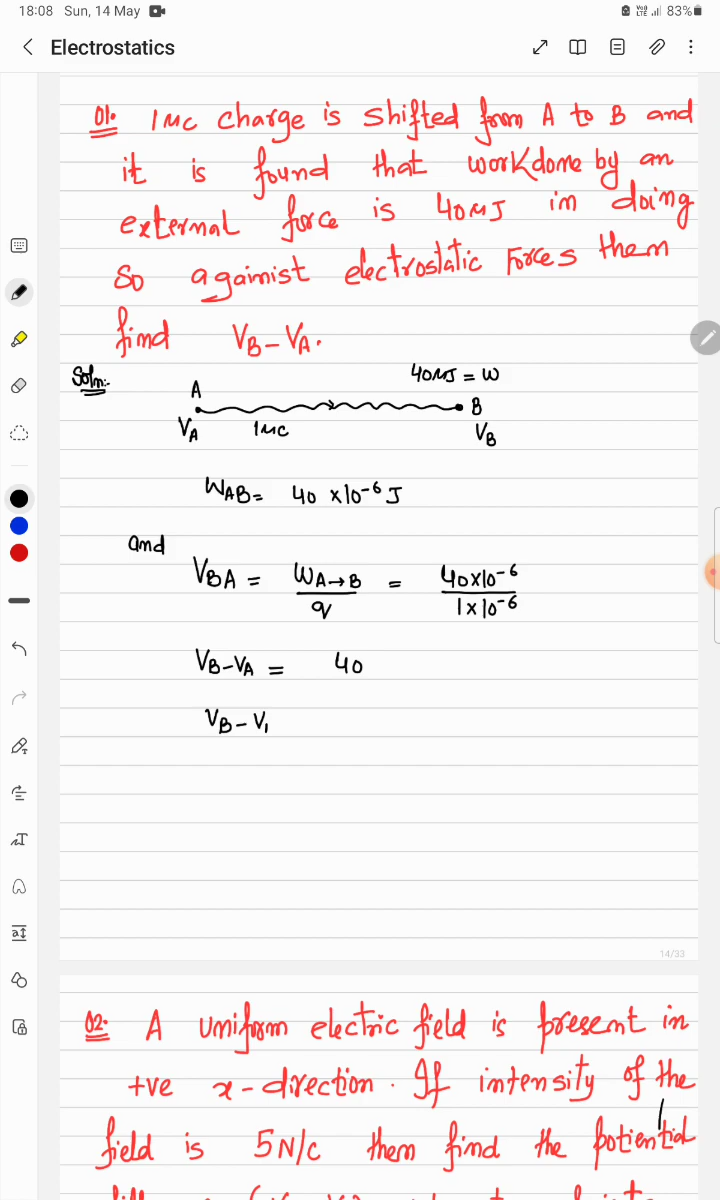 18:08 Sun, 14 May 83%
Electrostatics
Q1. 1μC charge is shifted from A to B and
it is found that workdone by an
external force is 40μJ in doing
so againist electrostatic Forces then
find VB-VA.
Soln:- 40μJ = W
A B
VA 1μC VB
WAB= 40 ×10-6 J
and
VBA = WA→B / q = 40×10-6 / 1×10-6
VB-VA = 40
VB-V
14/33
Q2. A uniform electric field is present in
+ve x-direction. If intensity of the
field is 5N/C then find the potiential